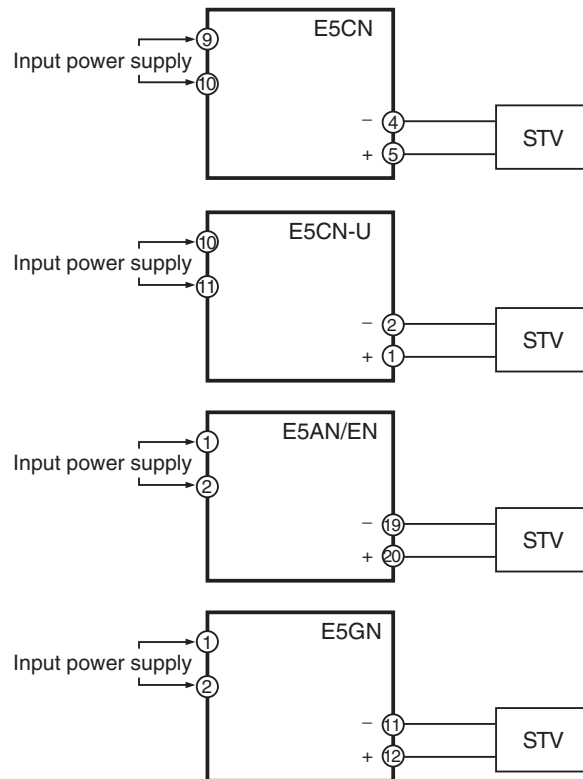 E5CN
9
Input power supply
10
− 4
+ 5
STV
E5CN-U
10
Input power supply
11
− 2
+ 1
STV
E5AN/EN
1
Input power supply
2
− 19
+ 20
STV
E5GN
1
Input power supply
2
− 11
+ 12
STV